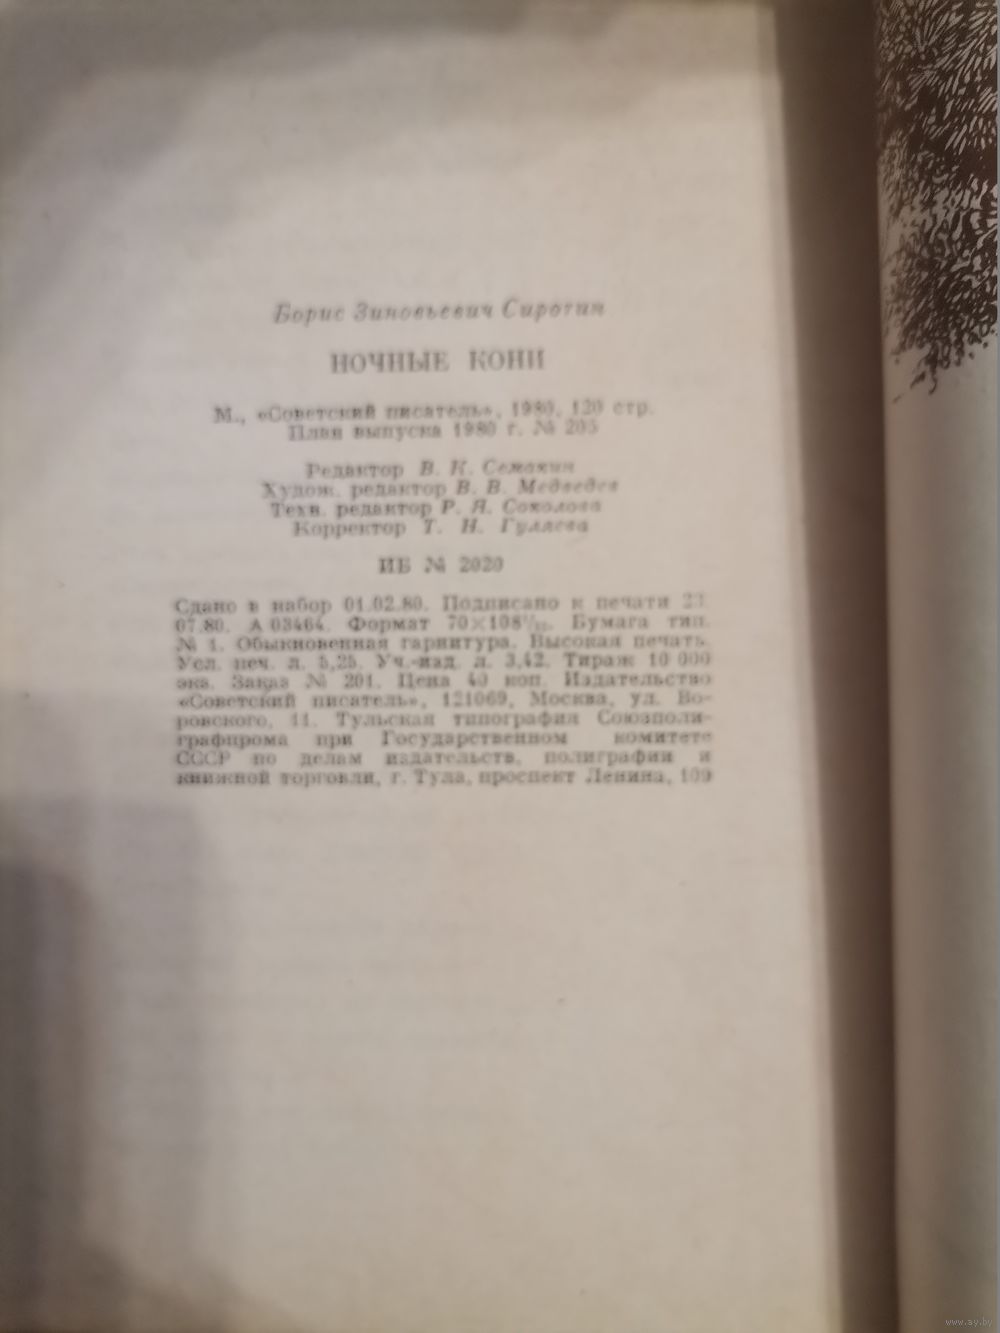 Борис Зиновьевич Сиротин
НОЧНЫЕ КОНИ
М., «Советский писатель», 1980, 120 стр.
План выпуска 1980 г. № 205
Редактор В. К. Семакин
Худож. редактор В. В. Медведев
Техн. редактор Р. Я. Соколова
Корректор Т. Н. Гуляева
ИБ № 2020
Сдано в набор 01.02.80. Подписано к печати 23.
07.80. А 03464. Формат 70×108¹/₃₂. Бумага тип.
№ 1. Обыкновенная гарнитура. Высокая печать.
Усл. печ. л. 5,25. Уч.-изд. л. 3,42. Тираж 10 000
экз. Заказ № 201. Цена 40 коп. Издательство
«Советский писатель», 121069, Москва, ул. Во-
ровского, 11. Тульская типография Союзполи-
графпрома при Государственном комитете
СССР по делам издательств, полиграфии и
книжной торговли, г. Тула, проспект Ленина, 109
www.ay.by